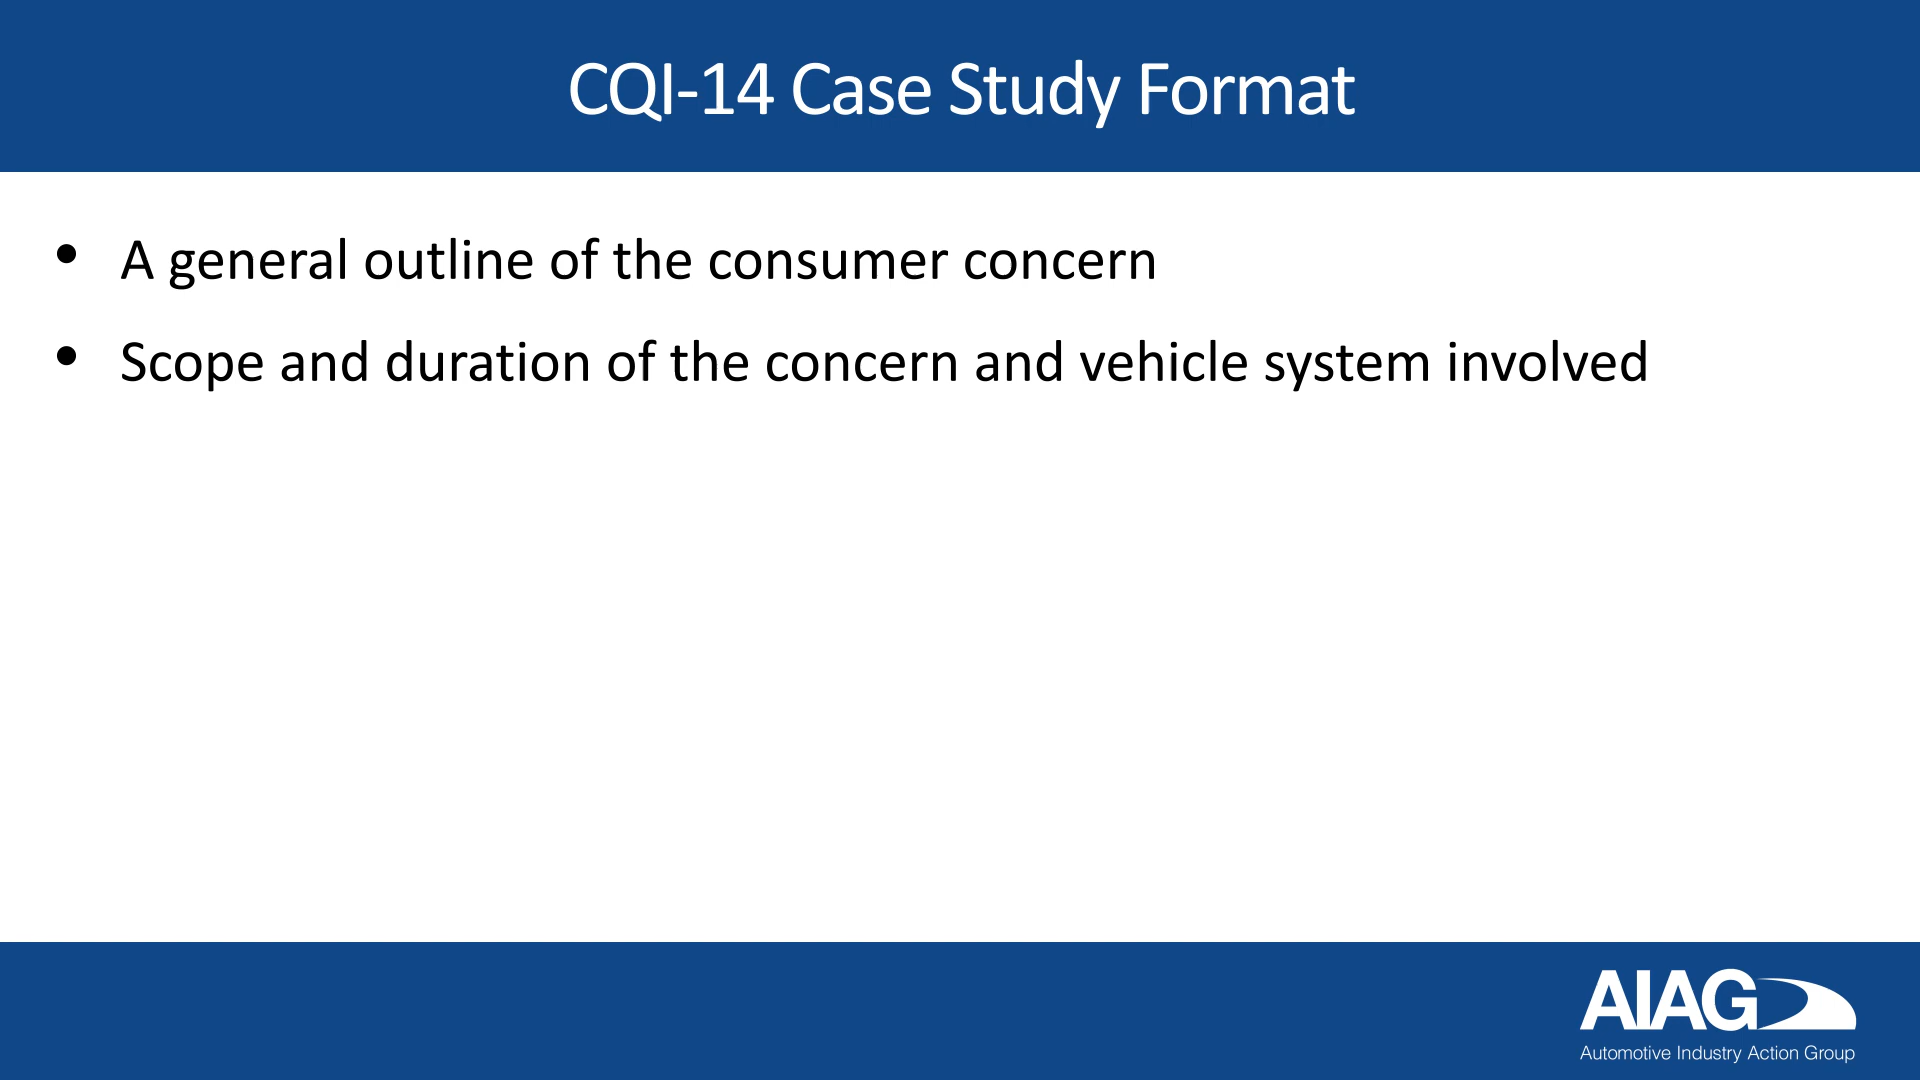 CQI-14 Case Study Format
• A general outline of the consumer concern
• Scope and duration of the concern and vehicle system involved
AIAG
Automotive Industry Action Group